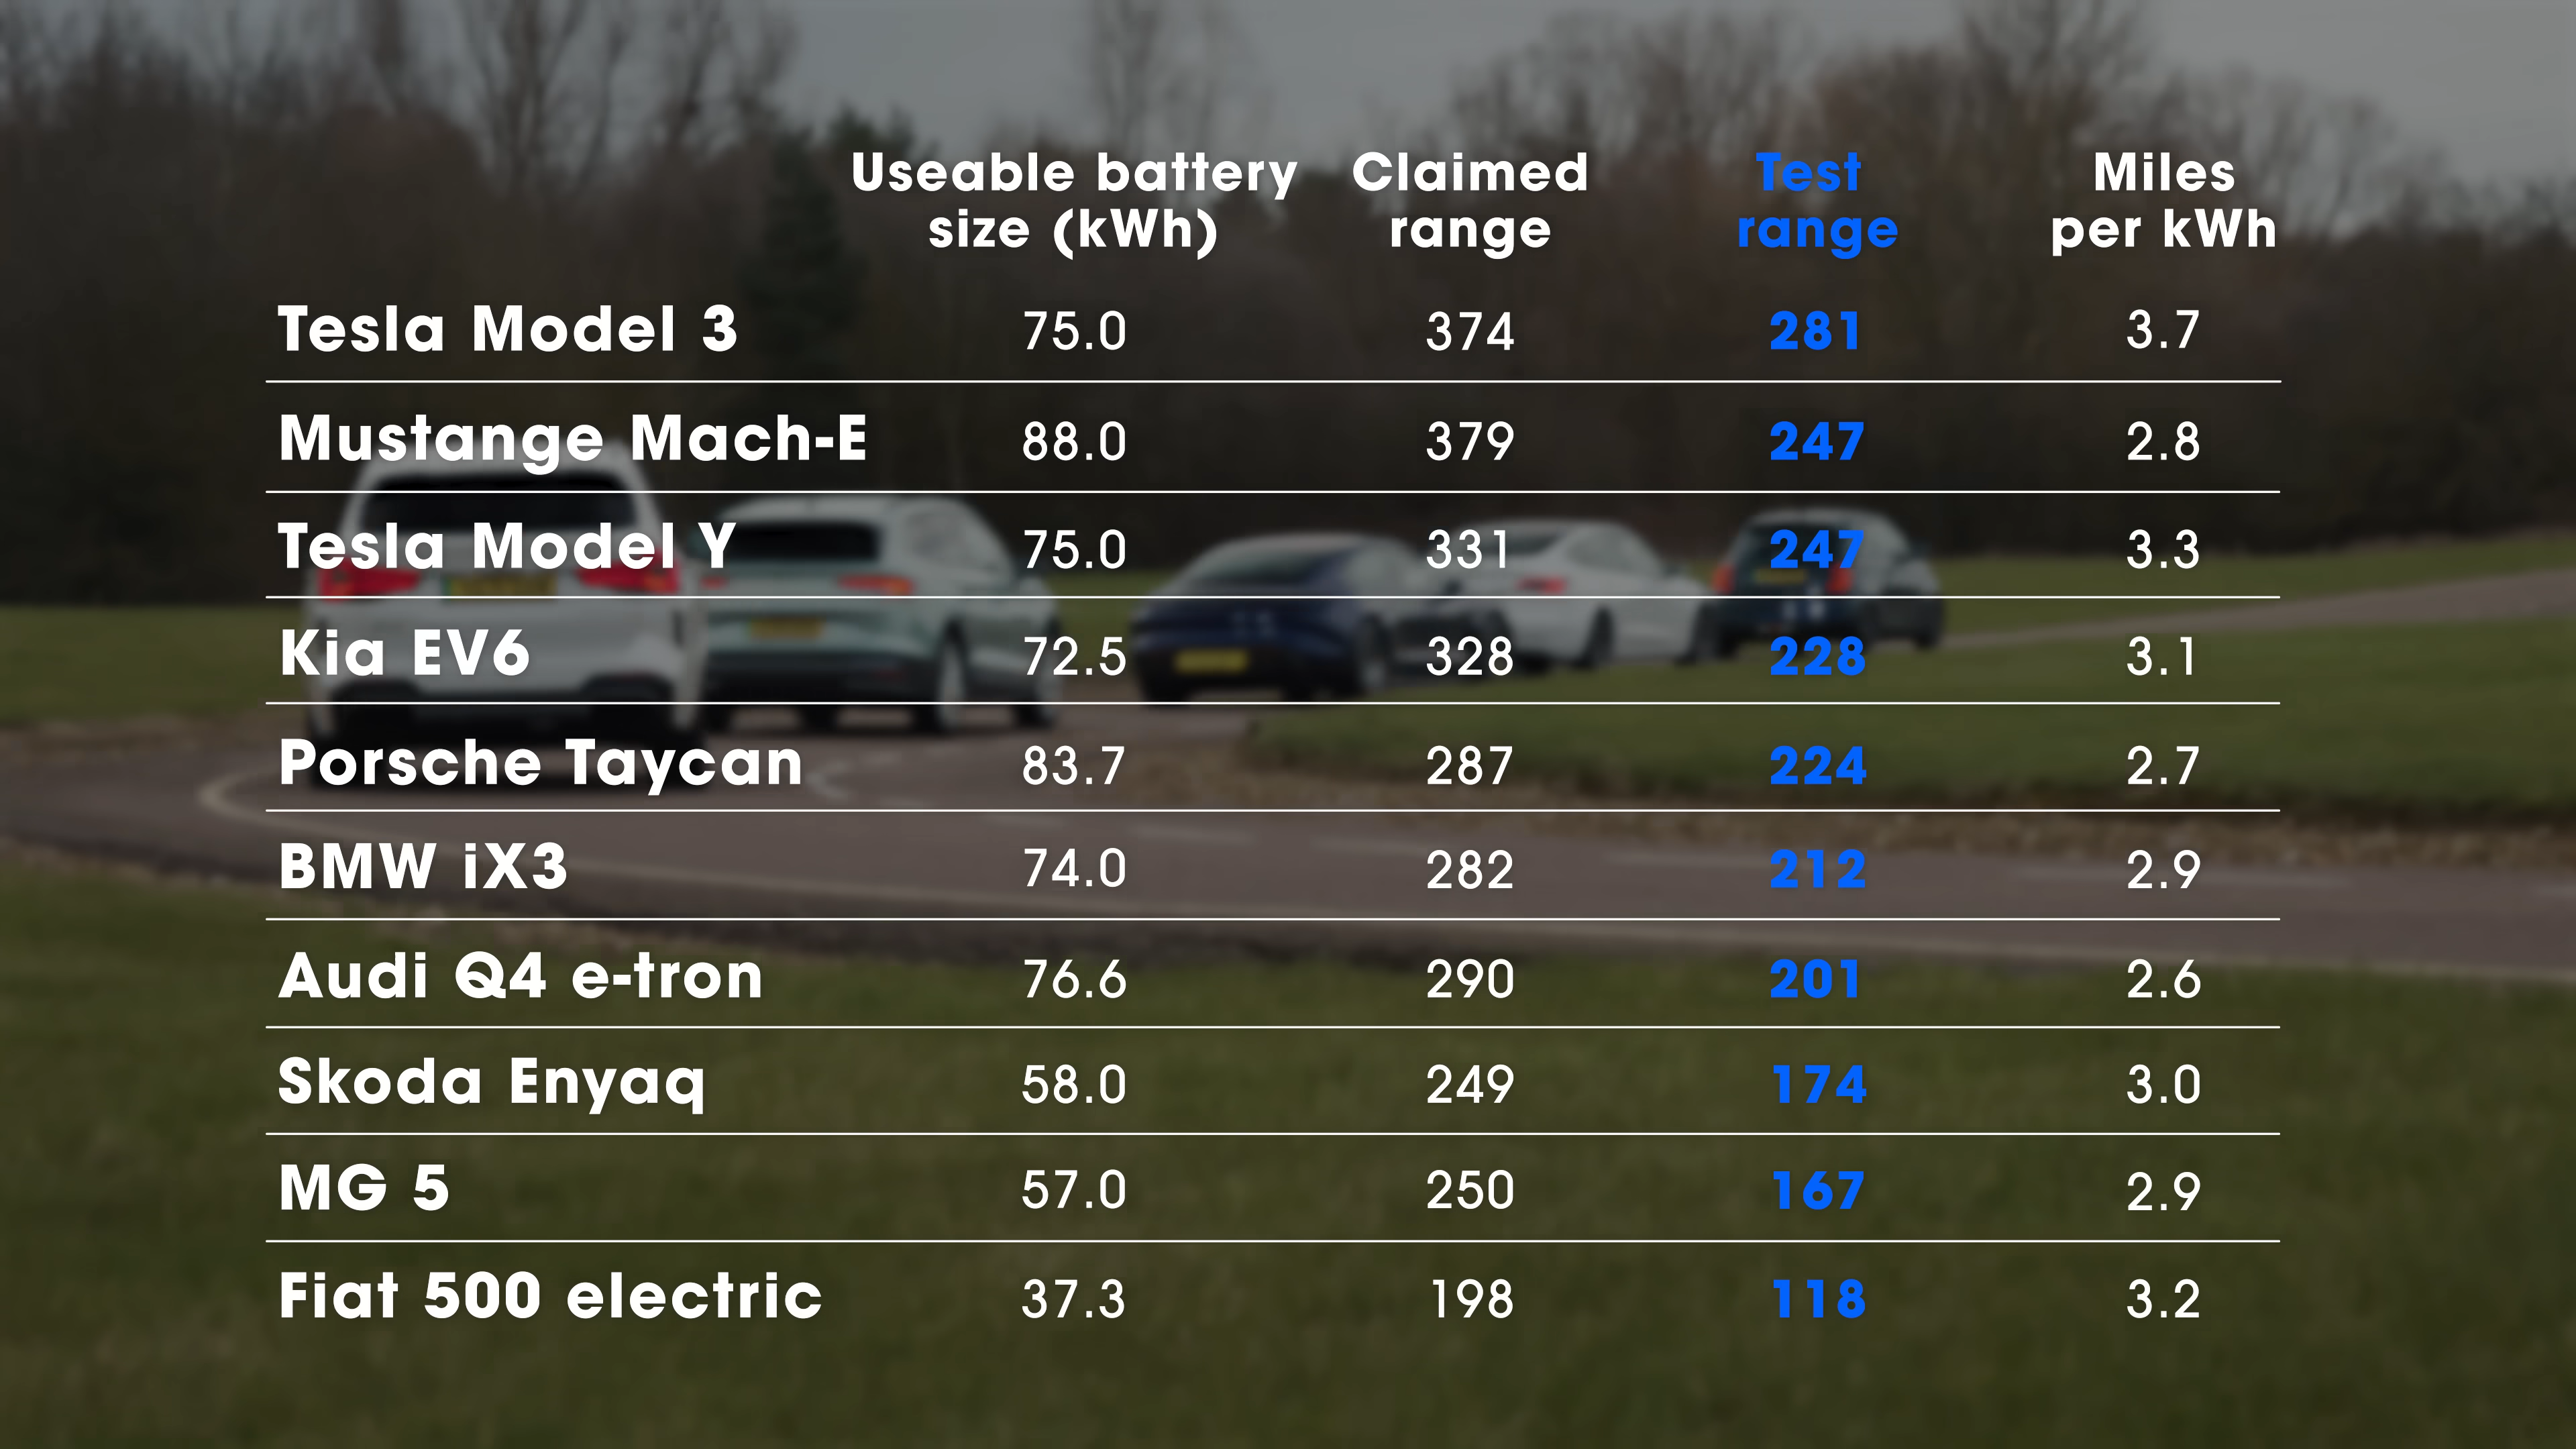 Useable battery Claimed Test Miles
size (kWh) range range per kWh
Tesla Model 3 75.0 374 281 3.7
Mustange Mach-E 88.0 379 247 2.8
Tesla Model Y 75.0 331 247 3.3
Kia EV6 72.5 328 228 3.1
Porsche Taycan 83.7 287 224 2.7
BMW iX3 74.0 282 212 2.9
Audi Q4 e-tron 76.6 290 201 2.6
Skoda Enyaq 58.0 249 174 3.0
MG 5 57.0 250 167 2.9
Fiat 500 electric 37.3 198 118 3.2